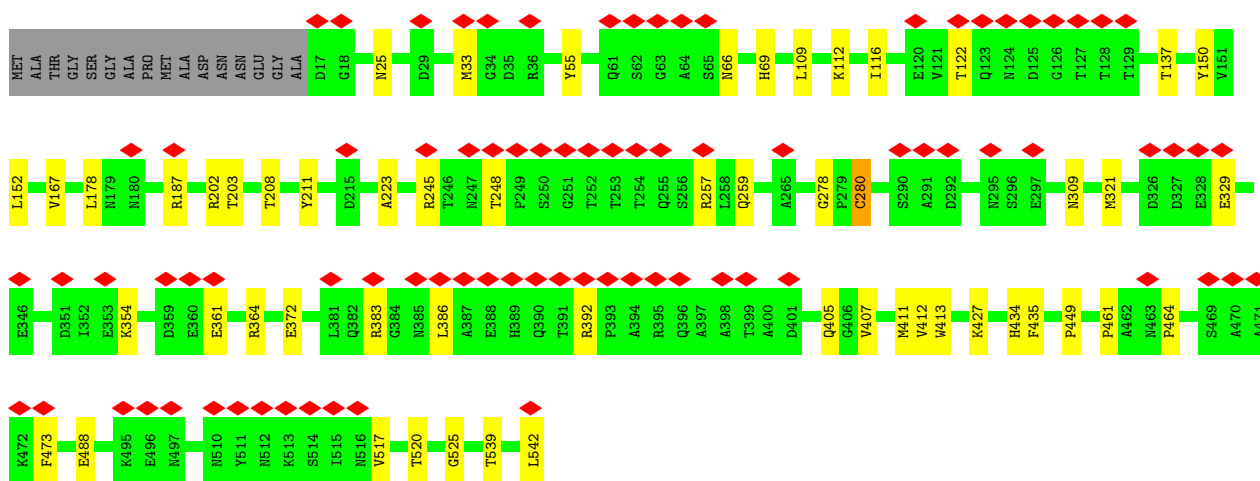 MET ALA THR GLY SER GLY ALA PRO MET ALA ASP ASN ASN GLU GLY ALA D17 G18 N25 D29 M33 G34 D35 R36 Y55 Q61 S62 G63 A64 S65 N66 H69 L109 K112 I116 E120 V121 T122 Q123 N124 D125 G126 T127 T128 T129 T137 Y150 V151
L152 V167 L178 N179 N180 R187 R202 T203 T208 Y211 D215 A223 R245 T246 N247 T248 P249 S250 G251 T252 T253 T254 Q255 S256 R257 L258 Q259 A265 G278 P279 C280 S290 A291 D292 N295 S296 E297 N309 M321 D326 D327 E328 E329
E346 D351 I352 E353 K354 D359 E360 E361 R364 E372 L381 Q382 R383 G384 N385 L386 A387 E388 H389 Q390 T391 R392 P393 A394 R395 Q396 A397 A398 T399 A400 D401 Q405 G406 V407 M411 V412 W413 K427 H434 F435 P449 P461 A462 N463 P464 S469 A470 A471
K472 F473 E488 K495 E496 N497 N510 Y511 N512 K513 S514 I515 N516 V517 T520 G525 T539 L542